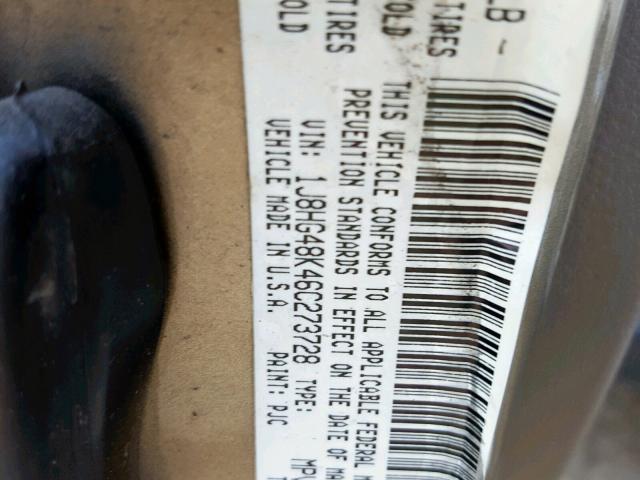 LB -
TIRES TIRES
OLD OLD
THIS VEHICLE CONFORMS TO ALL APPLICABLE FEDERAL M
PREVENTION STANDARDS IN EFFECT ON THE DATE OF MA
VIN: 1J8HG48K46C273728 TYPE: MPV
VEHICLE MADE IN U.S.A. PAINT: PJC T